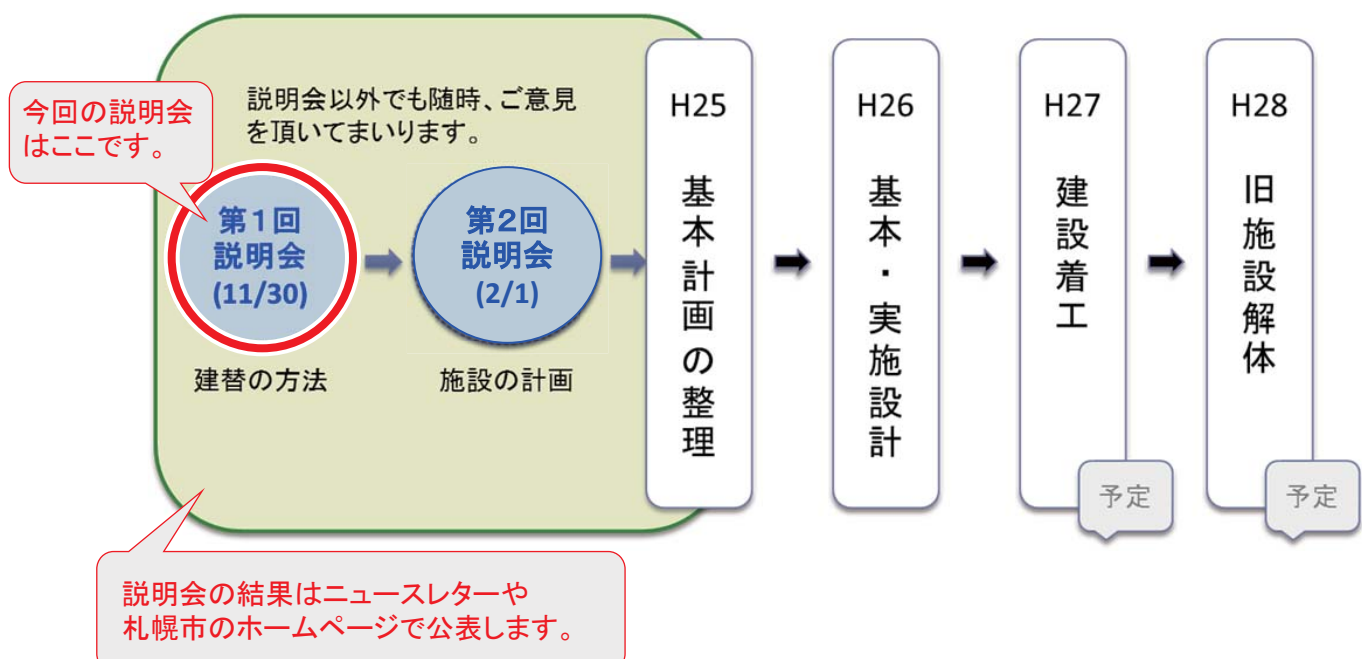 説明会以外でも随時、ご意見
を頂いてまいります。
今回の説明会
はここです。
第1回
説明会
(11/30)
建替の方法
第2回
説明会
(2/1)
施設の計画
H25
基本計画の整理
H26
基本・実施設計
H27
建設着工
予定
H28
旧施設解体
予定
説明会の結果はニュースレターや
札幌市のホームページで公表します。